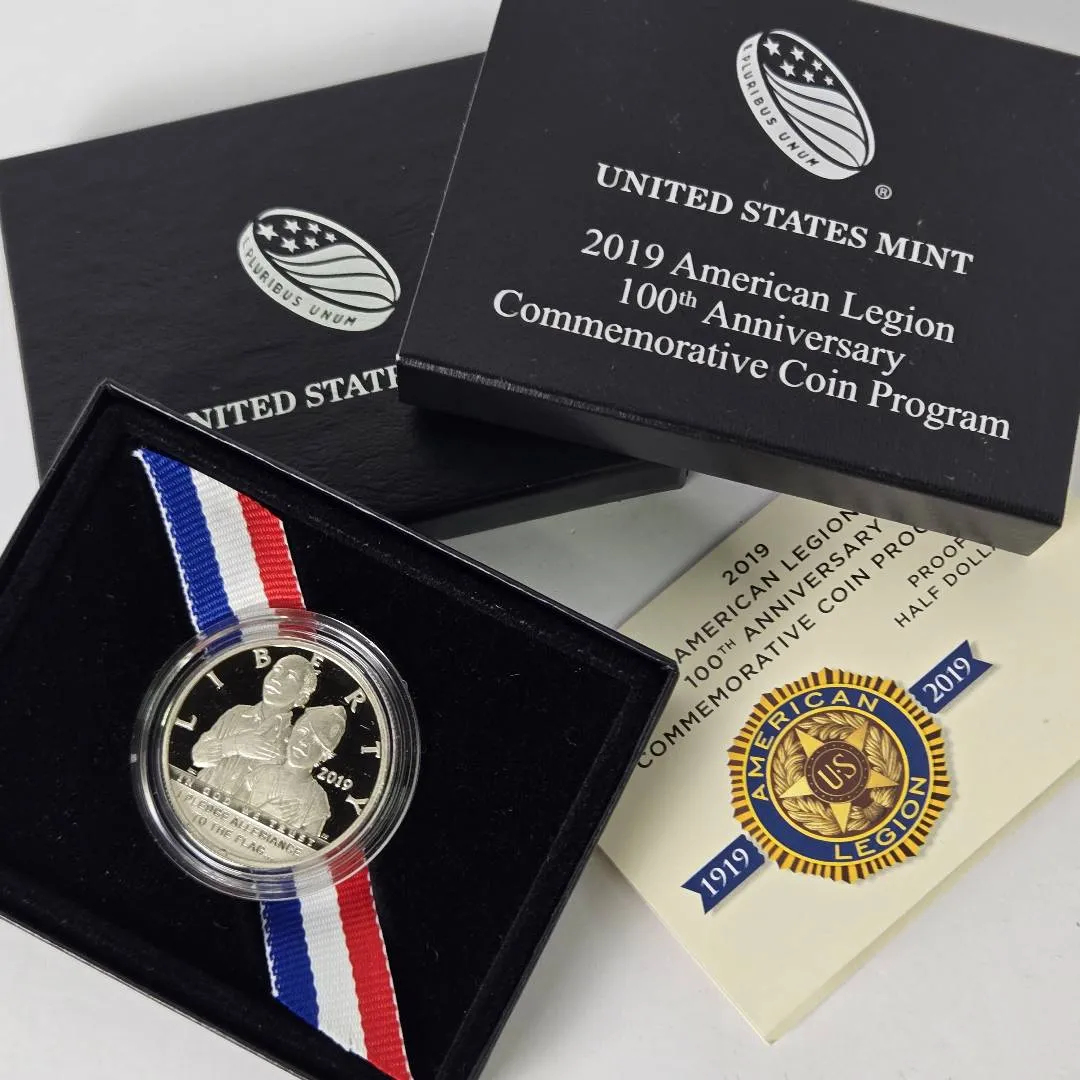 E PLURIBUS UNUM
®
UNITED STATES MINT
2019 American Legion
100th Anniversary
Commemorative Coin Program
E PLURIBUS UNUM
UNITED STAT
LIBERTY
2019
IN GOD WE TRUST
I PLEDGE ALLEGIANCE
TO THE FLAG...
2019
AMERICAN LEGION
100TH ANNIVERSARY
COMMEMORATIVE COIN PROG
PROOF
HALF DOLLA
AMERICAN
LEGION
U.S
1919
2019